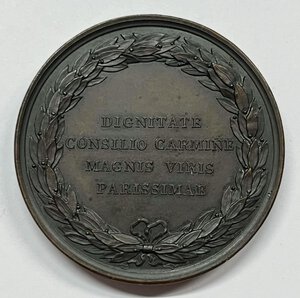 DIGNITATE
CONSILIO CARMINE
MAGNIS VIRIS
PARISSIMAE